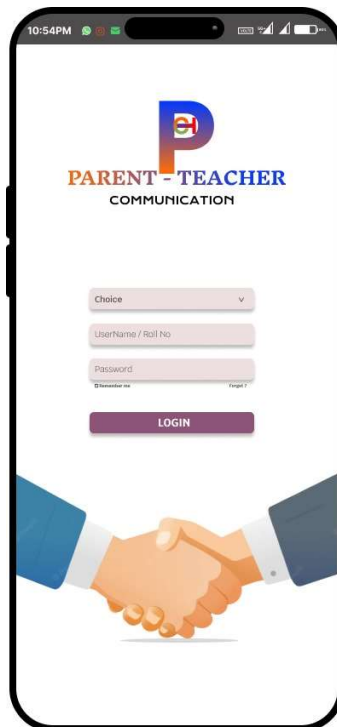 10:54PM
PARENT - TEACHER
COMMUNICATION
Choice
UserName / Roll No
Password
Remember me Forgot ?
LOGIN